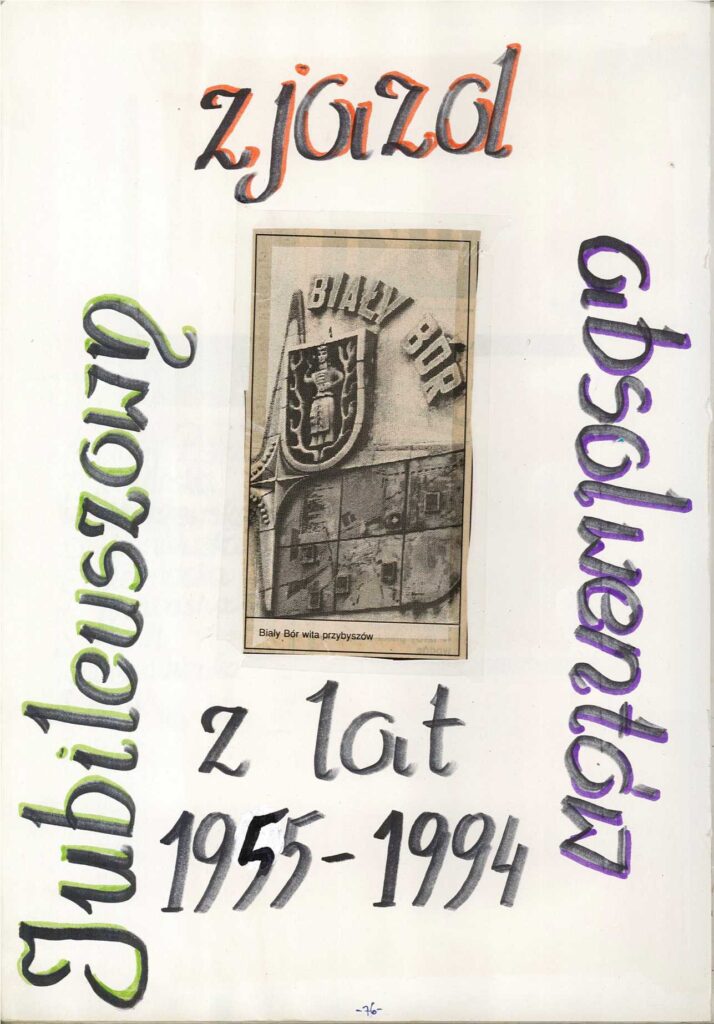 Jubileuszowy
zjazd
absolwentów
BIAŁY BÓR
Biały Bór wita przybyszów
z lat
1955-1994
-76-